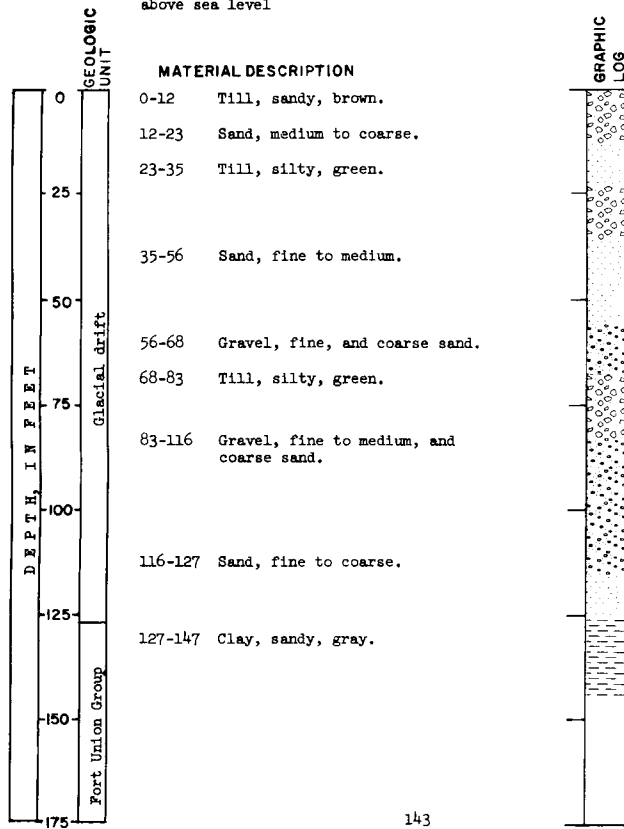 above sea level
GEOLOGIC
UNIT
GRAPHIC
LOG
MATERIAL DESCRIPTION
DEPTH, IN FEET
0
25
50
75
100
125
150
175
Glacial drift
Fort Union Group
0-12 Till, sandy, brown.
12-23 Sand, medium to coarse.
23-35 Till, silty, green.
35-56 Sand, fine to medium.
56-68 Gravel, fine, and coarse sand.
68-83 Till, silty, green.
83-116 Gravel, fine to medium, and
coarse sand.
116-127 Sand, fine to coarse.
127-147 Clay, sandy, gray.
143